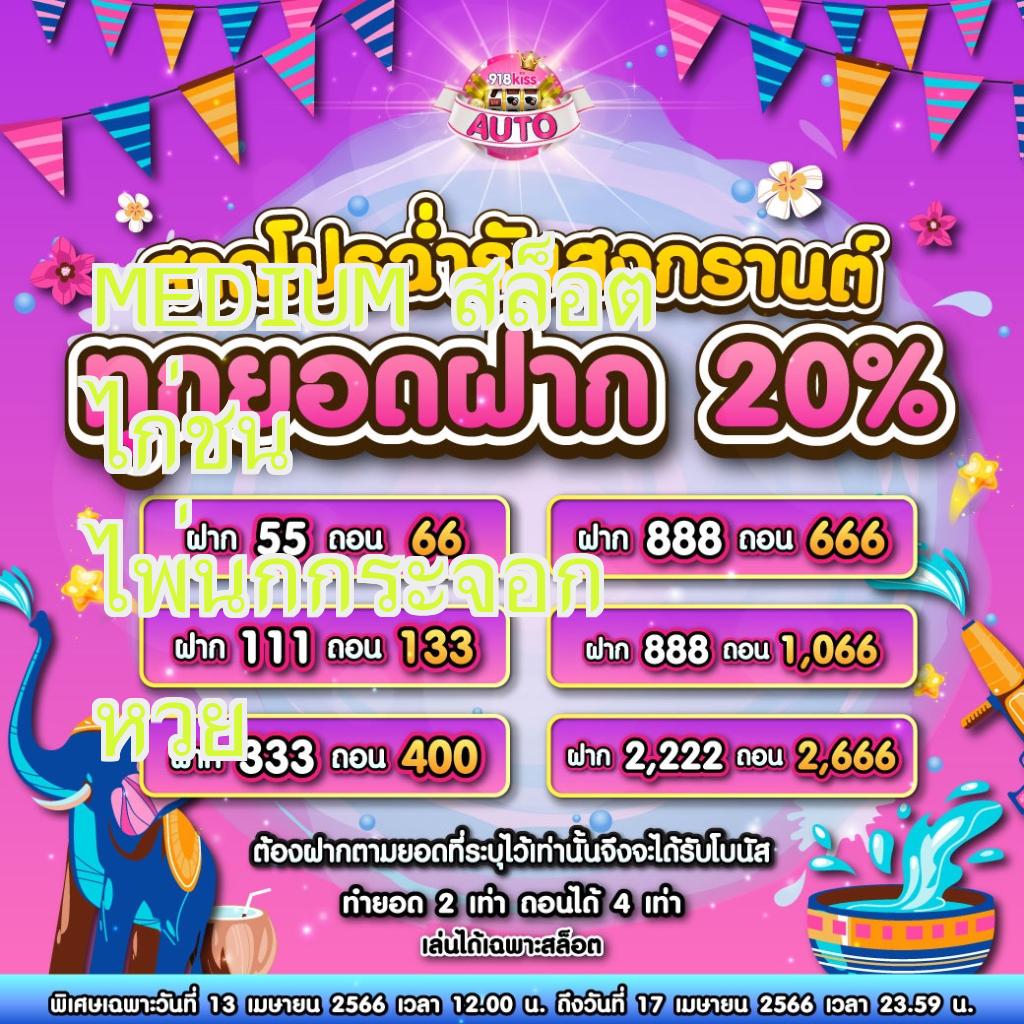 918kiss
AUTO
สาดโปรฉ่ำรับสงกรานต์
MEDIUM สล็อต
ทุกยอดฝาก 20%
ไก่ชน
ฝาก 55 ถอน 66
ฝาก 888 ถอน 666
ไพ่นกกระจอก
ฝาก 111 ถอน 133
ฝาก 888 ถอน 1,066
หวย
ฝาก 333 ถอน 400
ฝาก 2,222 ถอน 2,666
ต้องฝากตามยอดที่ระบุไว้เท่านั้นจึงจะได้รับโบนัส
ทำยอด 2 เท่า ถอนได้ 4 เท่า
เล่นได้เฉพาะสล็อต
พิเศษเฉพาะวันที่ 13 เมษายน 2566 เวลา 12.00 น. ถึงวันที่ 17 เมษายน 2566 เวลา 23.59 น.